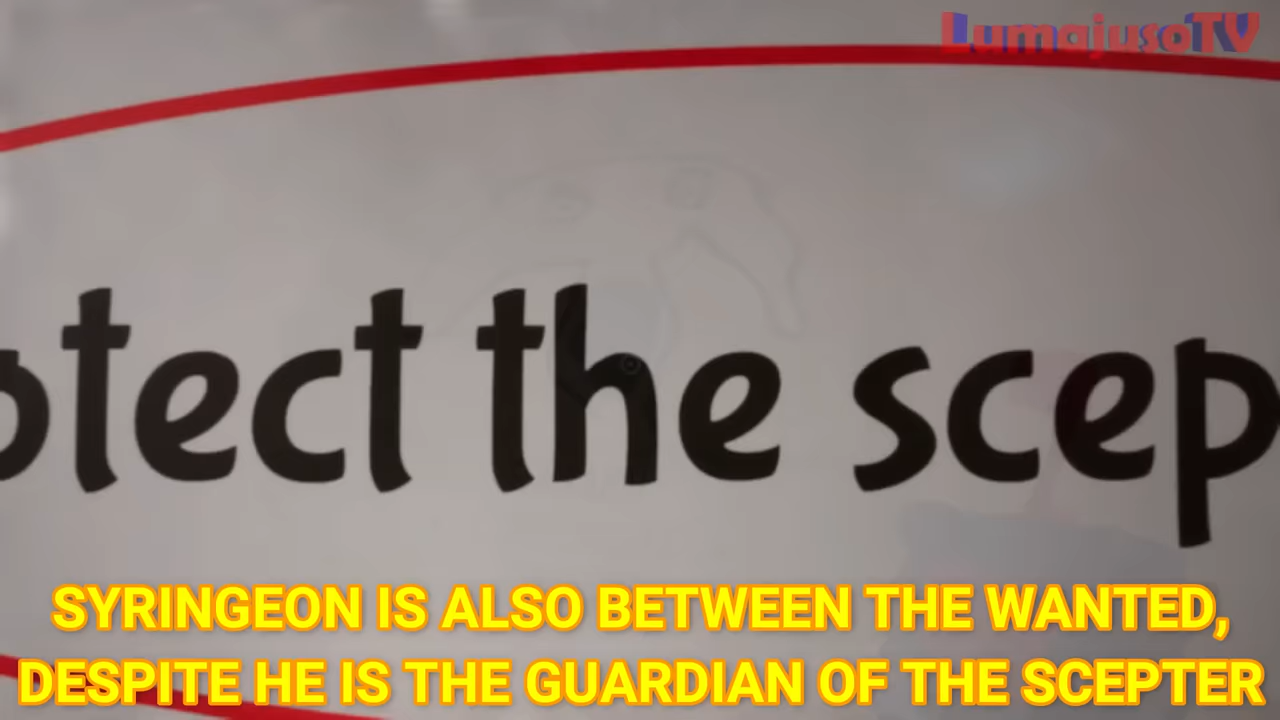 LumajusoTV
otect the scep
SYRINGEON IS ALSO BETWEEN THE WANTED,
DESPITE HE IS THE GUARDIAN OF THE SCEPTER